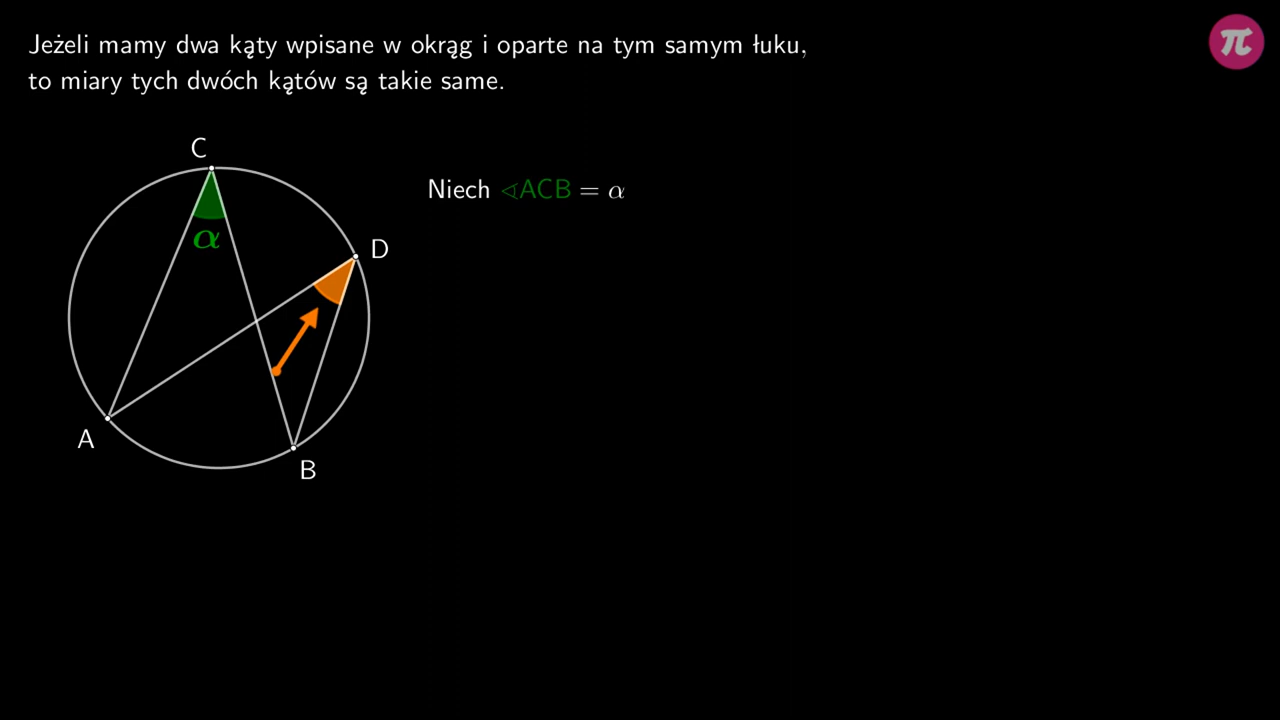 Jeżeli mamy dwa kąty wpisane w okrąg i oparte na tym samym łuku,
to miary tych dwóch kątów są takie same.
π
C
Niech ∢ACB = α
α
D
A
B